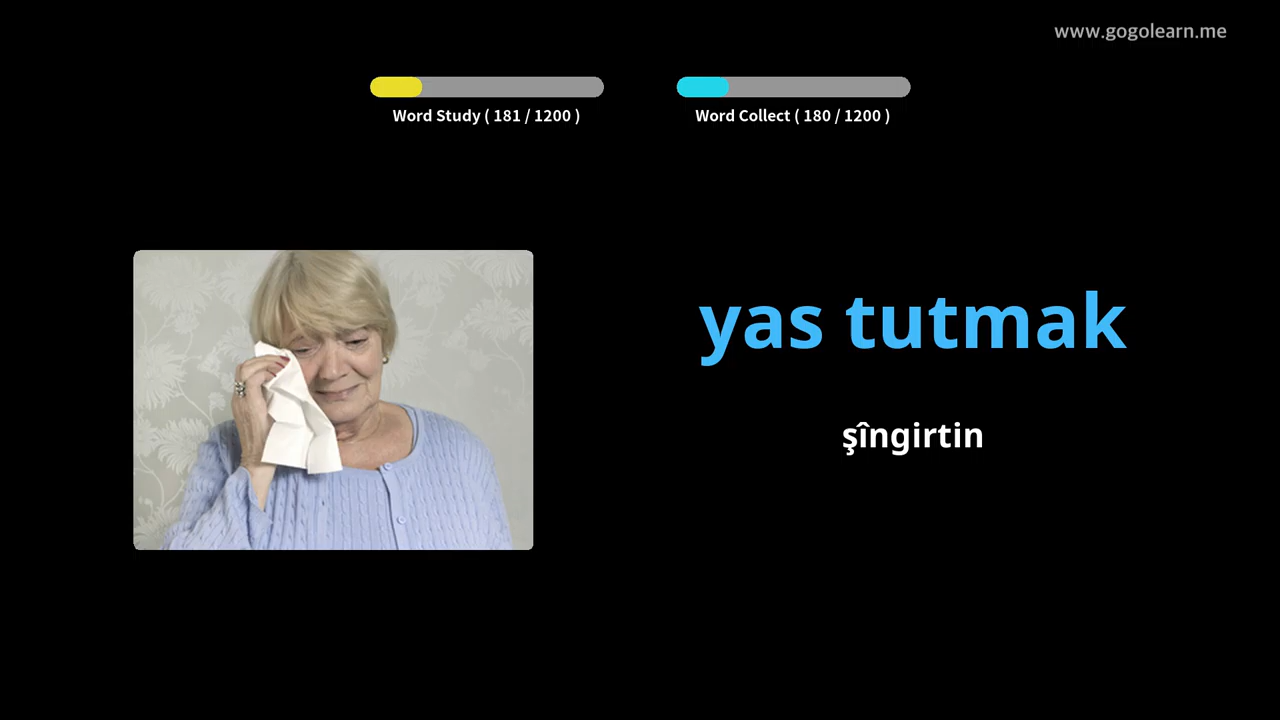 www.gogolearn.me
Word Study ( 181 / 1200 )
Word Collect ( 180 / 1200 )
yas tutmak
şîngirtin